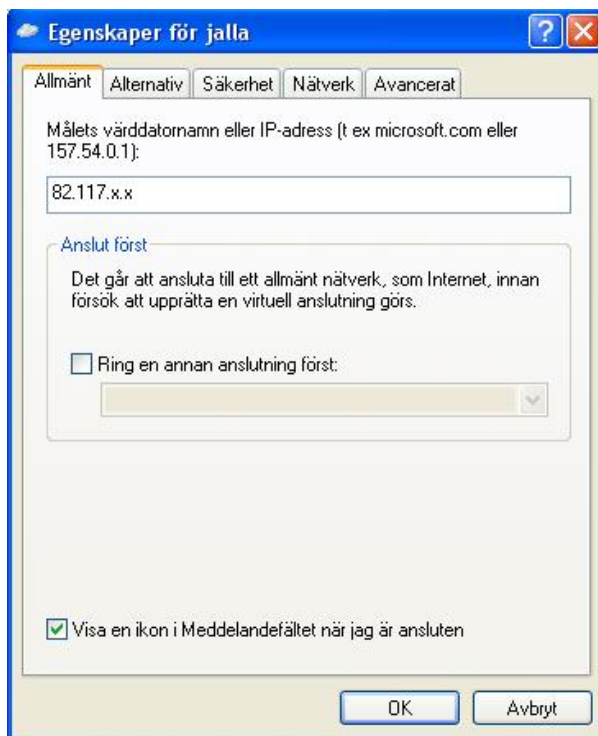 Egenskaper för jalla
Allmänt
Alternativ
Säkerhet
Nätverk
Avancerat
Målets värddatornamn eller IP-adress (t ex microsoft.com eller
157.54.0.1):
82.117.x.x
Anslut först
Det går att ansluta till ett allmänt nätverk, som Internet, innan
försök att upprätta en virtuell anslutning görs.
Ring en annan anslutning först:
Visa en ikon i Meddelandefältet när jag är ansluten
OK
Avbryt